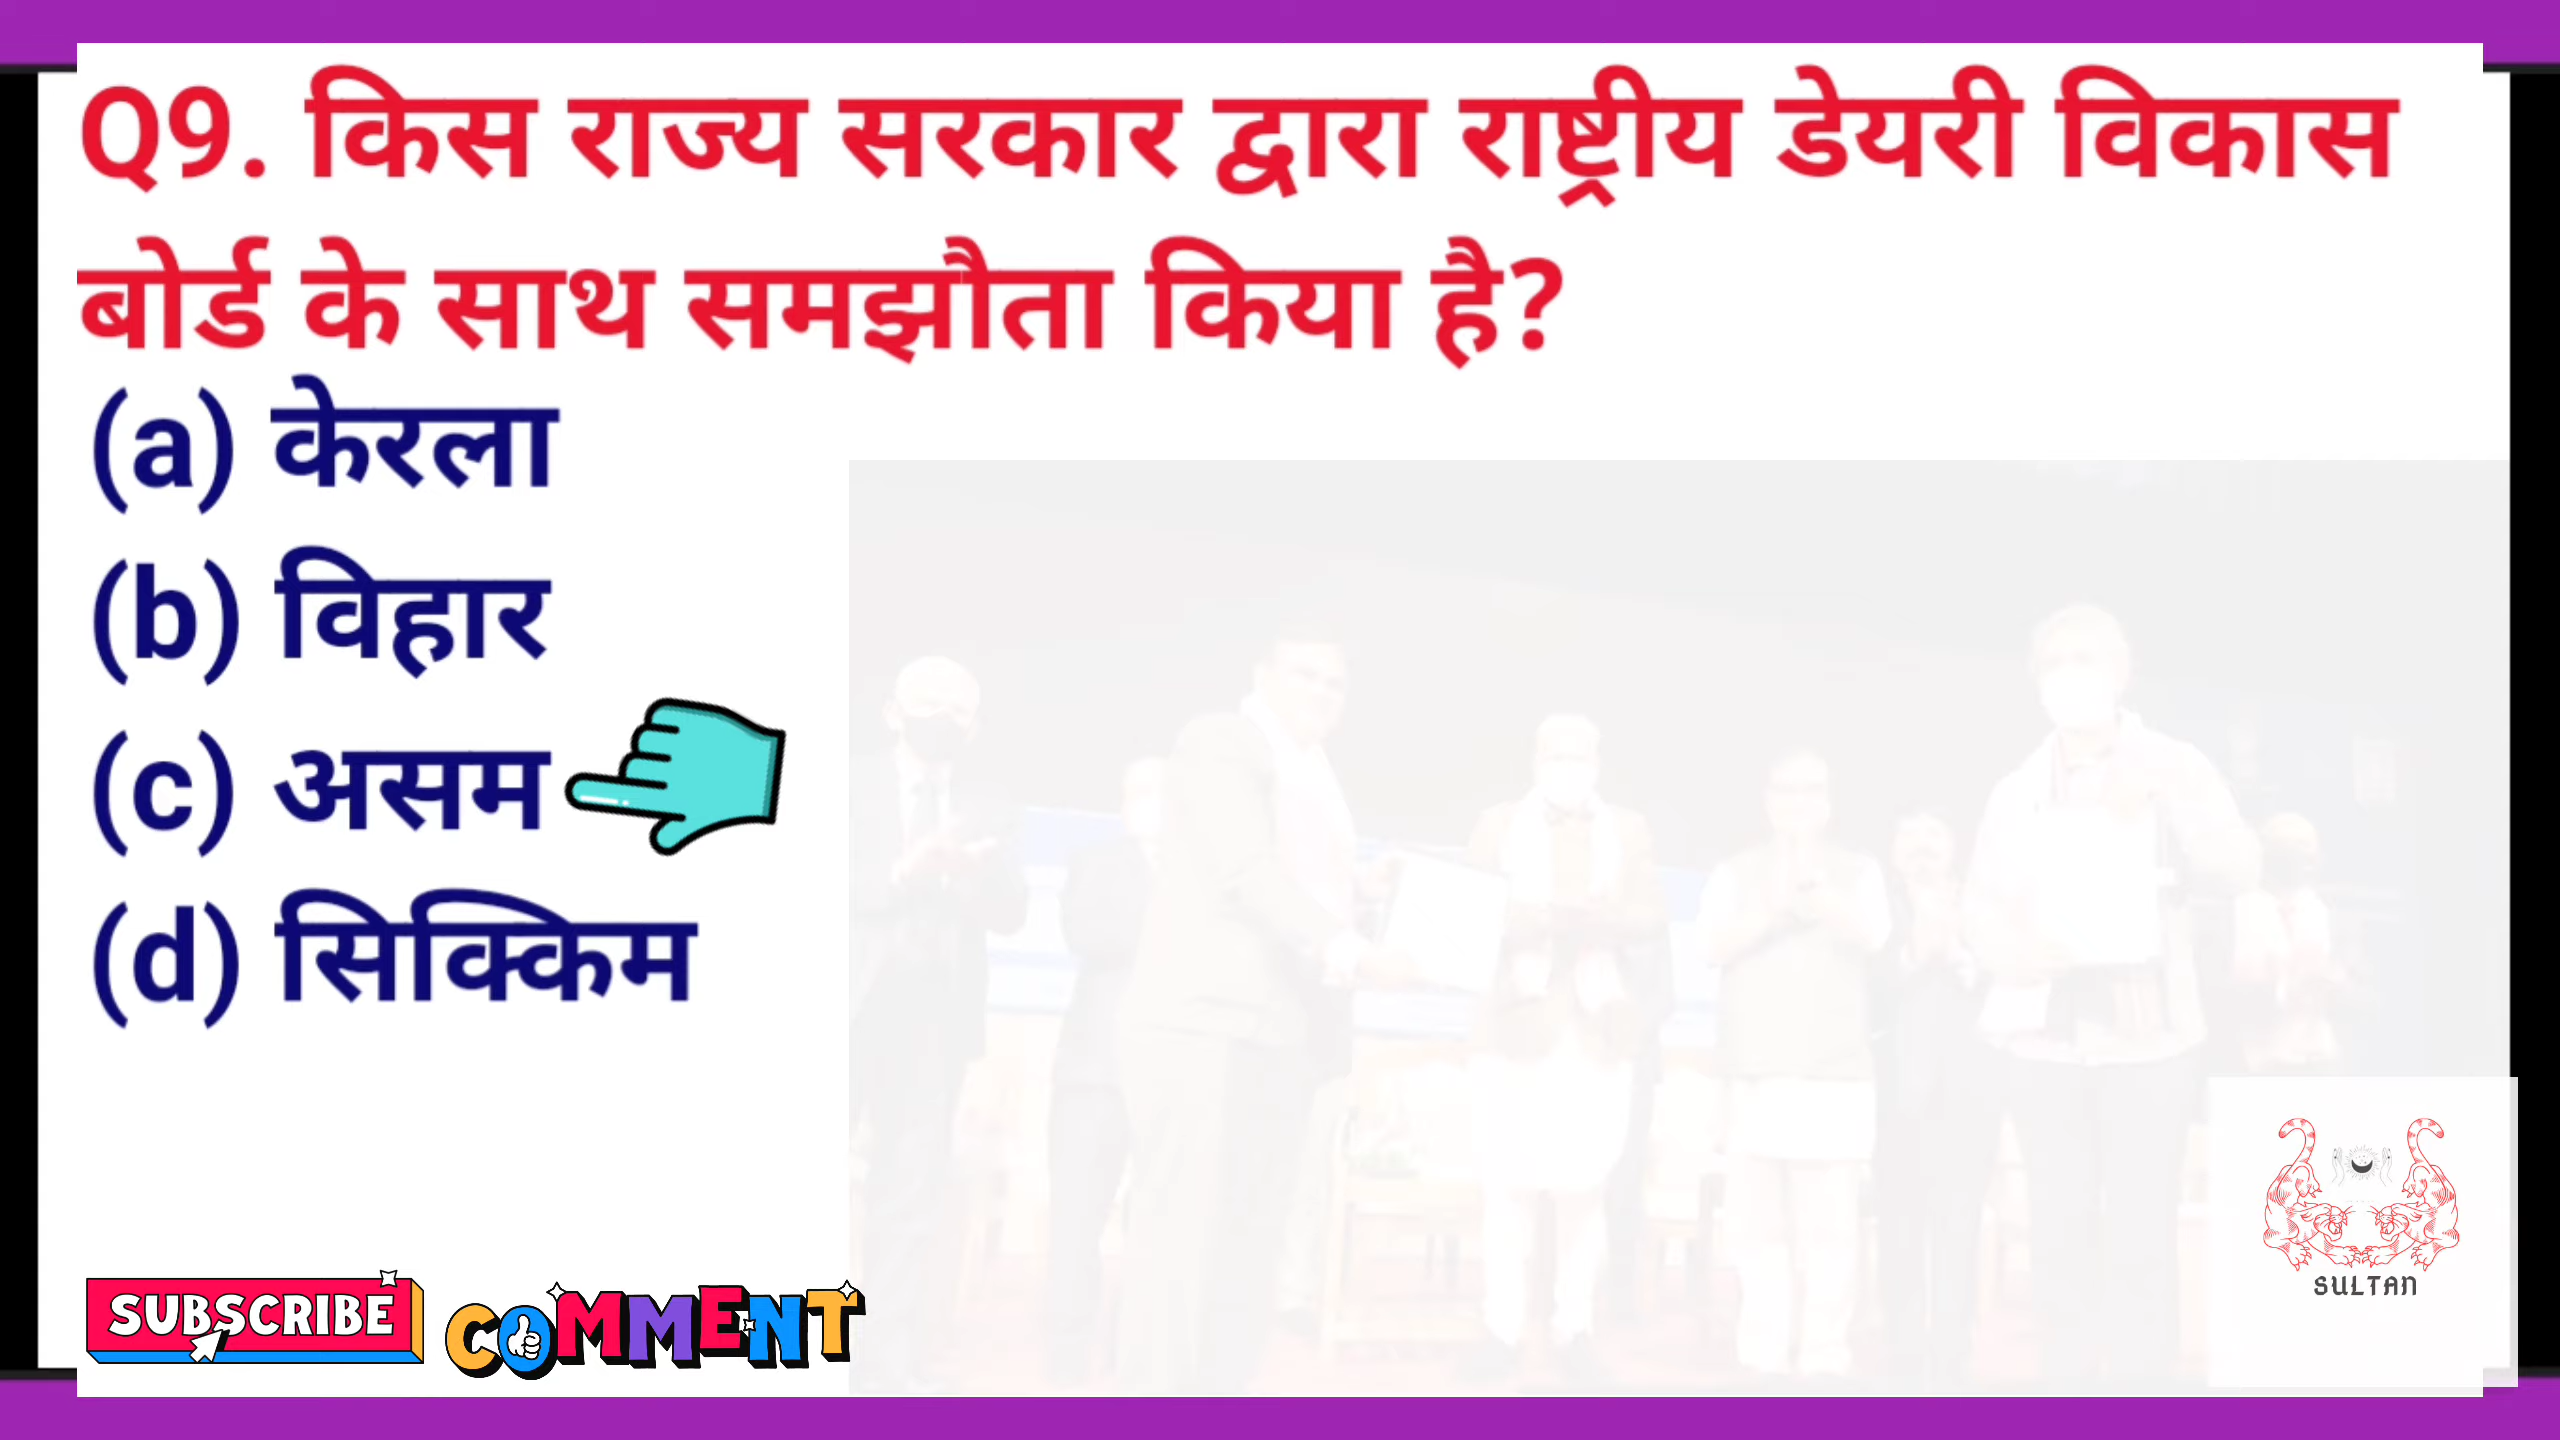 Q9. किस राज्य सरकार द्वारा राष्ट्रीय डेयरी विकास
बोर्ड के साथ समझौता किया है?
(a) केरला
(b) विहार
(c) असम
(d) सिक्किम
SUBSCRIBE
COMMENT
SULTAN